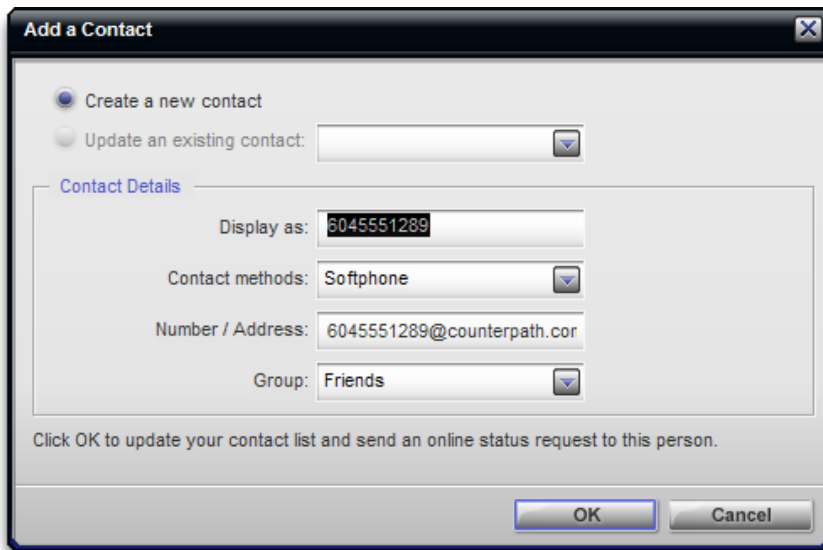 Add a Contact
Create a new contact
Update an existing contact:
Contact Details
Display as: 6045551289
Contact methods: Softphone
Number / Address: 6045551289@counterpath.con
Group: Friends
Click OK to update your contact list and send an online status request to this person.
OK Cancel